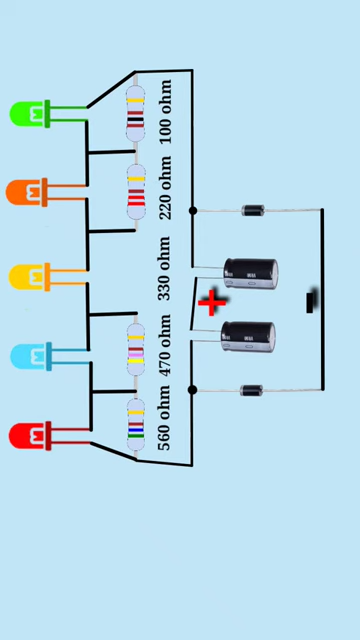 100 ohm
220 ohm
330 ohm
470 ohm
560 ohm
+
-